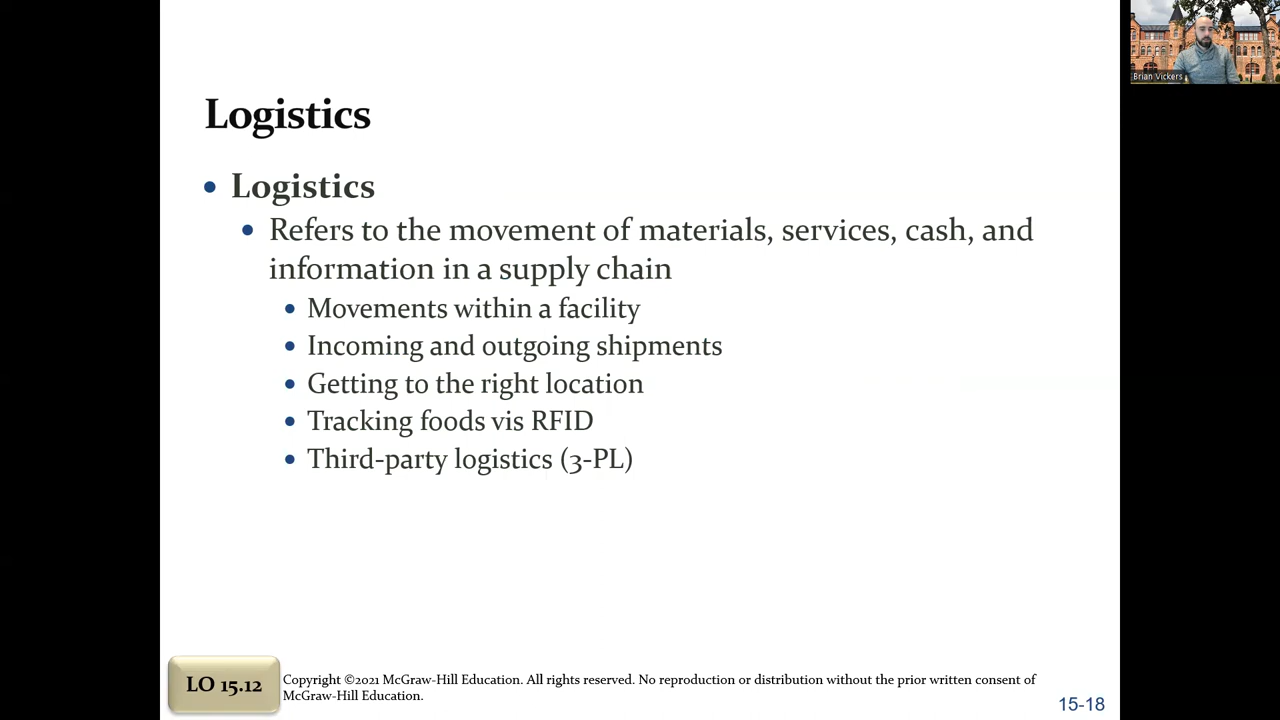 Brian Vickers
Logistics
Logistics
Refers to the movement of materials, services, cash, and
information in a supply chain
Movements within a facility
Incoming and outgoing shipments
Getting to the right location
Tracking foods vis RFID
Third-party logistics (3-PL)
LO 15.12
Copyright ©2021 McGraw-Hill Education. All rights reserved. No reproduction or distribution without the prior written consent of
McGraw-Hill Education.
15-18